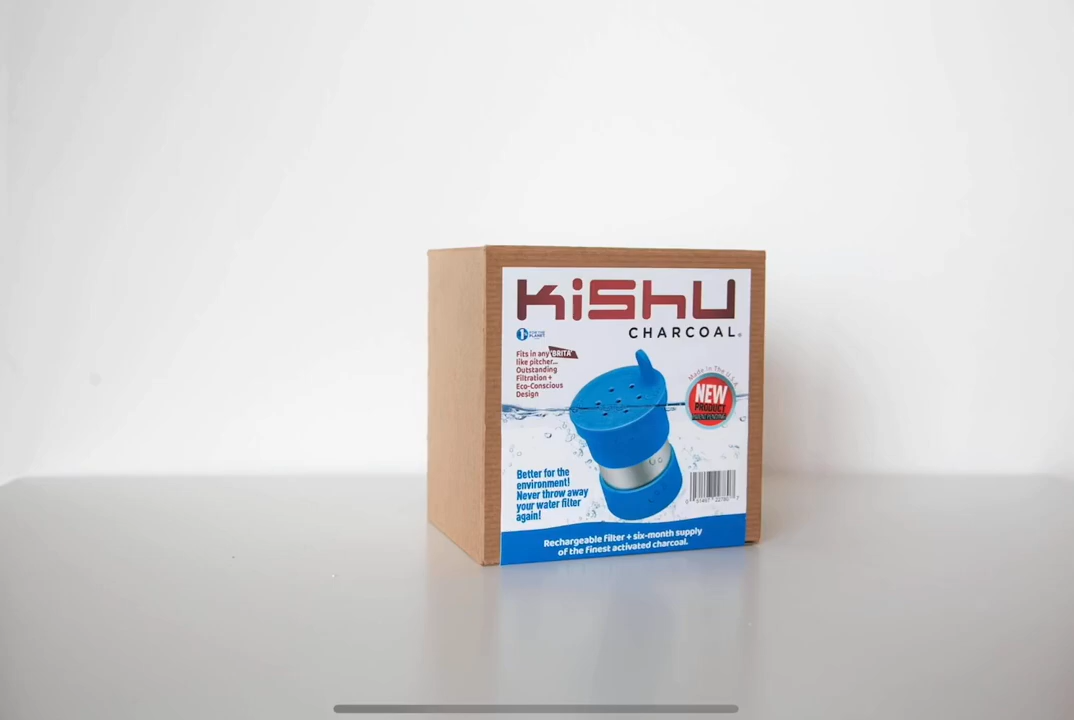 KiShU
CHARCOAL
Fits in any BRITA
like pitcher...
Outstanding
Filtration +
Eco-Conscious
Design
Made In The U.S.A.
NEW
PRODUCT
Better for the
environment!
Never throw away
your water filter
again!
Rechargeable filter + six-month supply
of the finest activated charcoal.